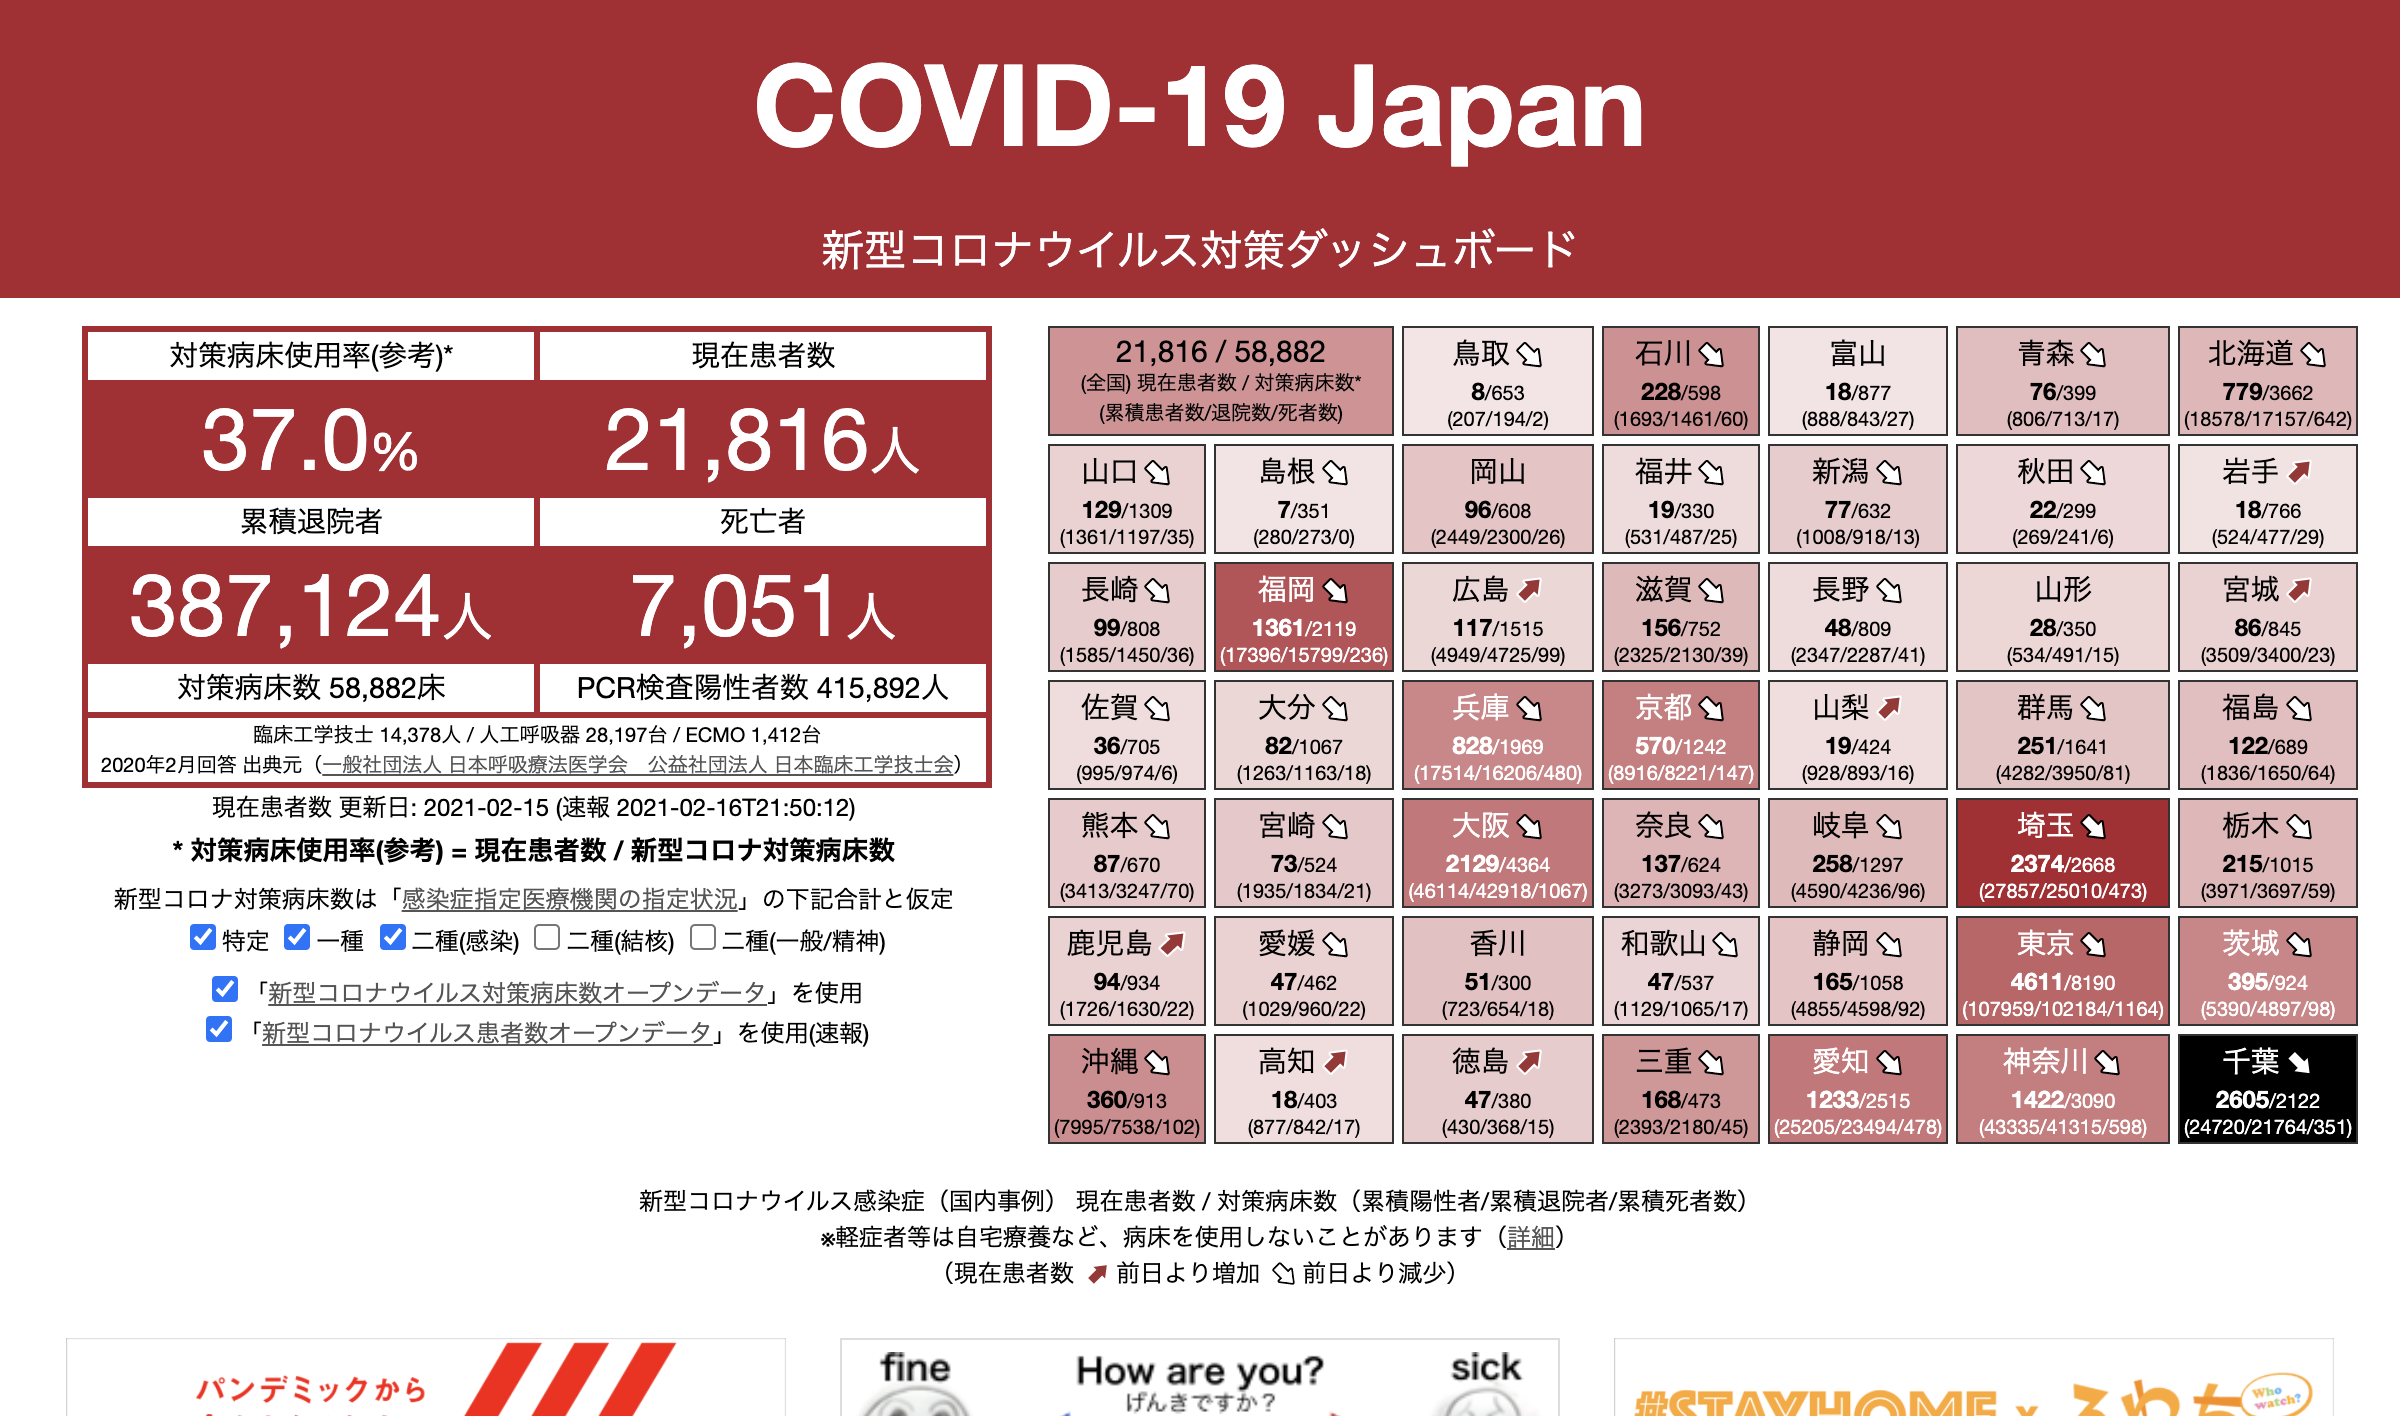 COVID-19 Japan
新型コロナウイルス対策ダッシュボード
対策病床使用率(参考)*
現在患者数
37.0%
21,816人
累積退院者
死亡者
387,124人
7,051人
対策病床数 58,882床
PCR検査陽性者数 415,892人
臨床工学技士 14,378人 / 人工呼吸器 28,197台 / ECMO 1,412台
2020年2月回答 出典元（一般社団法人 日本呼吸療法医学会　公益社団法人 日本臨床工学技士会）
現在患者数 更新日: 2021-02-15 (速報 2021-02-16T21:50:12)
* 対策病床使用率(参考) = 現在患者数 / 新型コロナ対策病床数
新型コロナ対策病床数は「感染症指定医療機関の指定状況」の下記合計と仮定
特定 一種 二種(感染) 二種(結核) 二種(一般/精神)
「新型コロナウイルス対策病床数オープンデータ」を使用
「新型コロナウイルス患者数オープンデータ」を使用(速報)
21,816 / 58,882
(全国) 現在患者数 / 対策病床数*
(累積患者数/退院数/死者数)
鳥取
8/653
(207/194/2)
石川
228/598
(1693/1461/60)
富山
18/877
(888/843/27)
青森
76/399
(806/713/17)
北海道
779/3662
(18578/17157/642)
山口
129/1309
(1361/1197/35)
島根
7/351
(280/273/0)
岡山
96/608
(2449/2300/26)
福井
19/330
(531/487/25)
新潟
77/632
(1008/918/13)
秋田
22/299
(269/241/6)
岩手
18/766
(524/477/29)
長崎
99/808
(1585/1450/36)
福岡
1361/2119
(17396/15799/236)
広島
117/1515
(4949/4725/99)
滋賀
156/752
(2325/2130/39)
長野
48/809
(2347/2287/41)
山形
28/350
(534/491/15)
宮城
86/845
(3509/3400/23)
佐賀
36/705
(995/974/6)
大分
82/1067
(1263/1163/18)
兵庫
828/1969
(17514/16206/480)
京都
570/1242
(8916/8221/147)
山梨
19/424
(928/893/16)
群馬
251/1641
(4282/3950/81)
福島
122/689
(1836/1650/64)
熊本
87/670
(3413/3247/70)
宮崎
73/524
(1935/1834/21)
大阪
2129/4364
(46114/42918/1067)
奈良
137/624
(3273/3093/43)
岐阜
258/1297
(4590/4236/96)
埼玉
2374/2668
(27857/25010/473)
栃木
215/1015
(3971/3697/59)
鹿児島
94/934
(1726/1630/22)
愛媛
47/462
(1029/960/22)
香川
51/300
(723/654/18)
和歌山
47/537
(1129/1065/17)
静岡
165/1058
(4855/4598/92)
東京
4611/8190
(107959/102184/1164)
茨城
395/924
(5390/4897/98)
沖縄
360/913
(7995/7538/102)
高知
18/403
(877/842/17)
徳島
47/380
(430/368/15)
三重
168/473
(2393/2180/45)
愛知
1233/2515
(25205/23494/478)
神奈川
1422/3090
(43335/41315/598)
千葉
2605/2122
(24720/21764/351)
新型コロナウイルス感染症（国内事例） 現在患者数 / 対策病床数（累積陽性者/累積退院者/累積死者数）
※軽症者等は自宅療養など、病床を使用しないことがあります（詳細）
（現在患者数 前日より増加 前日より減少）
パンデミックから
fine
How are you?
げんきですか？
sick
#STAYHOME x ふわっち
Who watch?